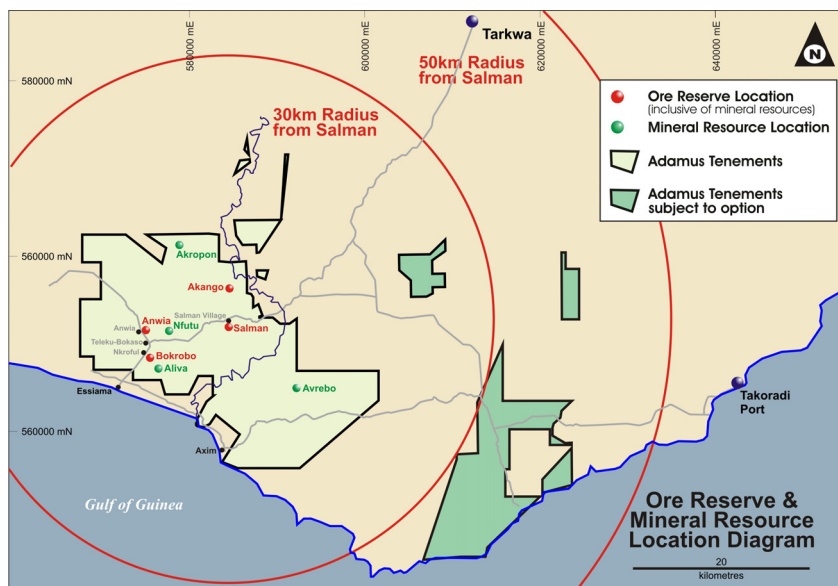 580000 mE
600000 mE
620000 mE
640000 mE
580000 mN
560000 mN
560000 mN
Tarkwa
N
50km Radius
from Salman
30km Radius
from Salman
Ore Reserve Location
(inclusive of mineral resources)
Mineral Resource Location
Adamus Tenements
Adamus Tenements
subject to option
Akropon
Akango
Salman Village
Anwia
Nfutu
Salman
Anwia
Teleku-Bokaso
Nkroful
Bokrobo
Aliva
Essiama
Avrebo
Axim
Takoradi
Port
Gulf of Guinea
Ore Reserve &
Mineral Resource
Location Diagram
20
kilometres